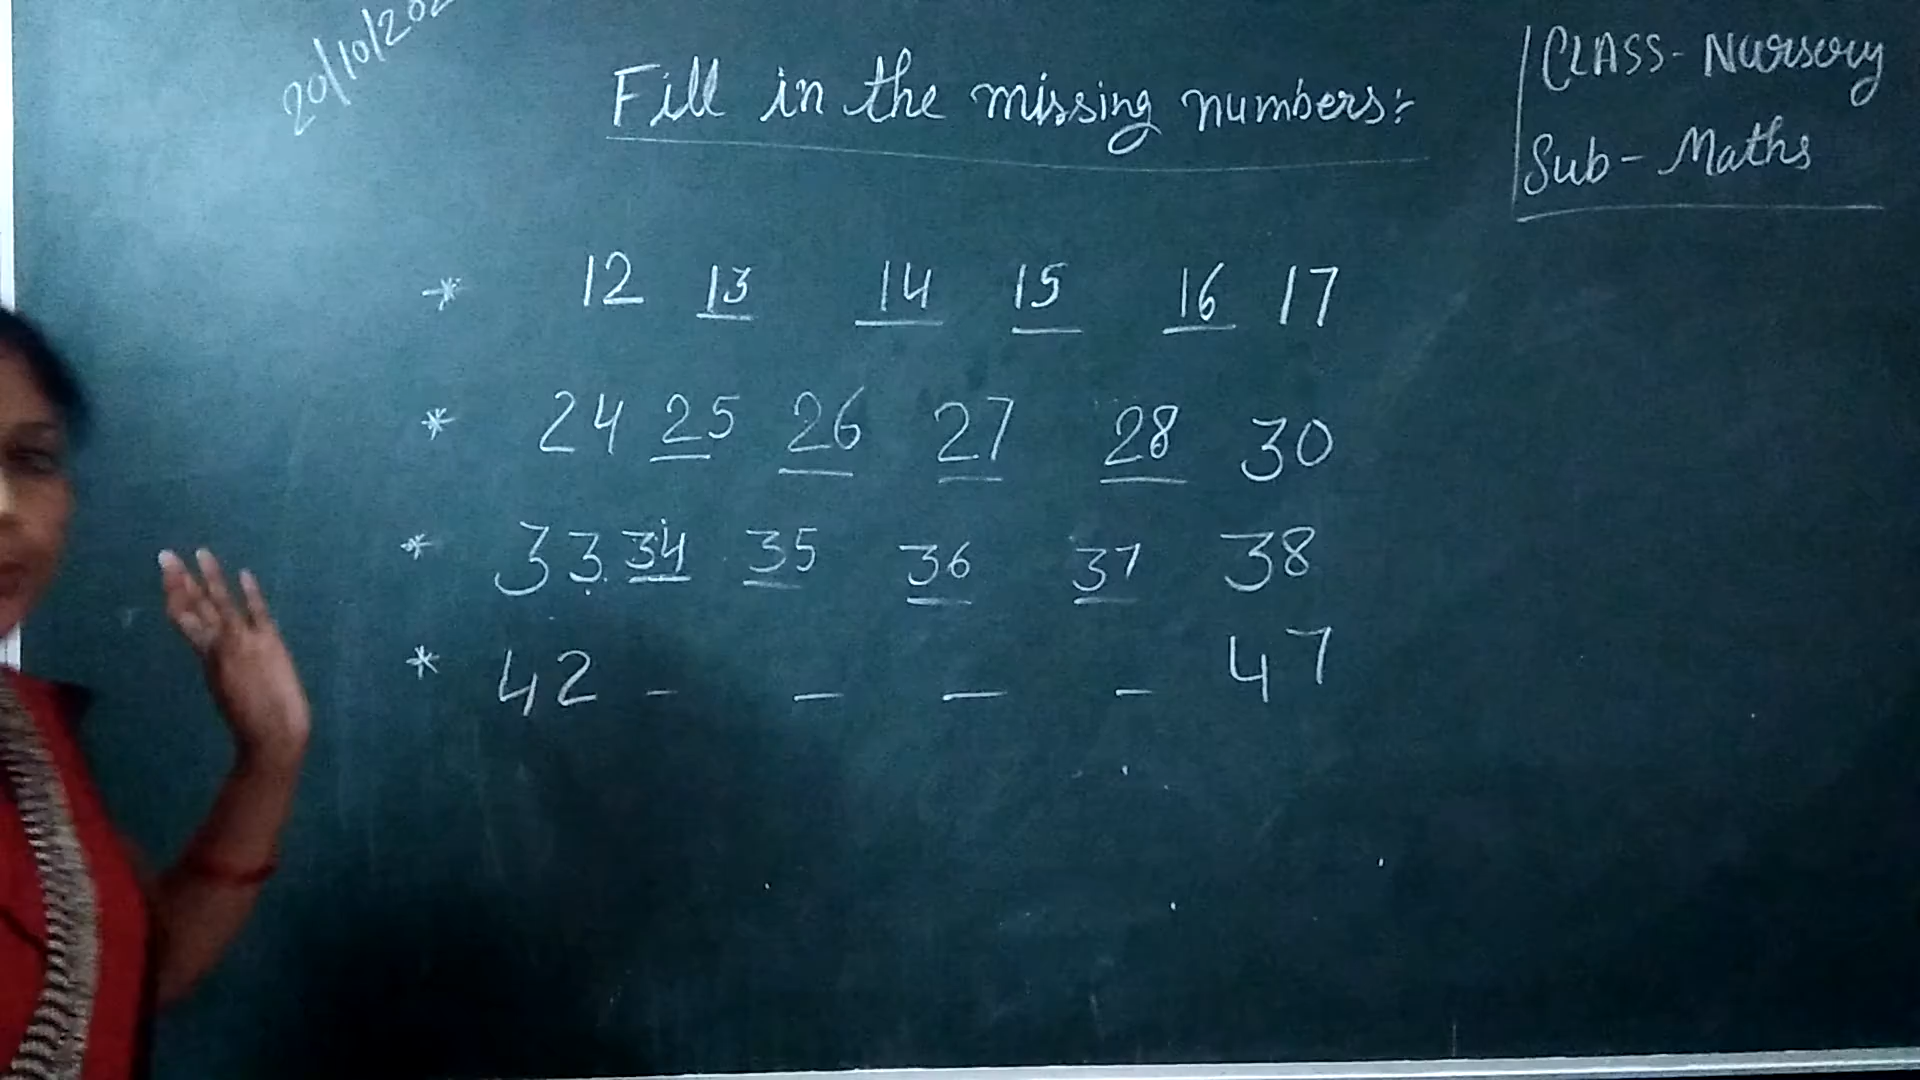 20/10/202
Fill in the missing numbers:-
CLASS- Nursery
Sub- Maths
* 12 13 14 15 16 17
* 24 25 26 27 28 30
* 33 34 35 36 37 38
* 42 _ _ _ _ 47